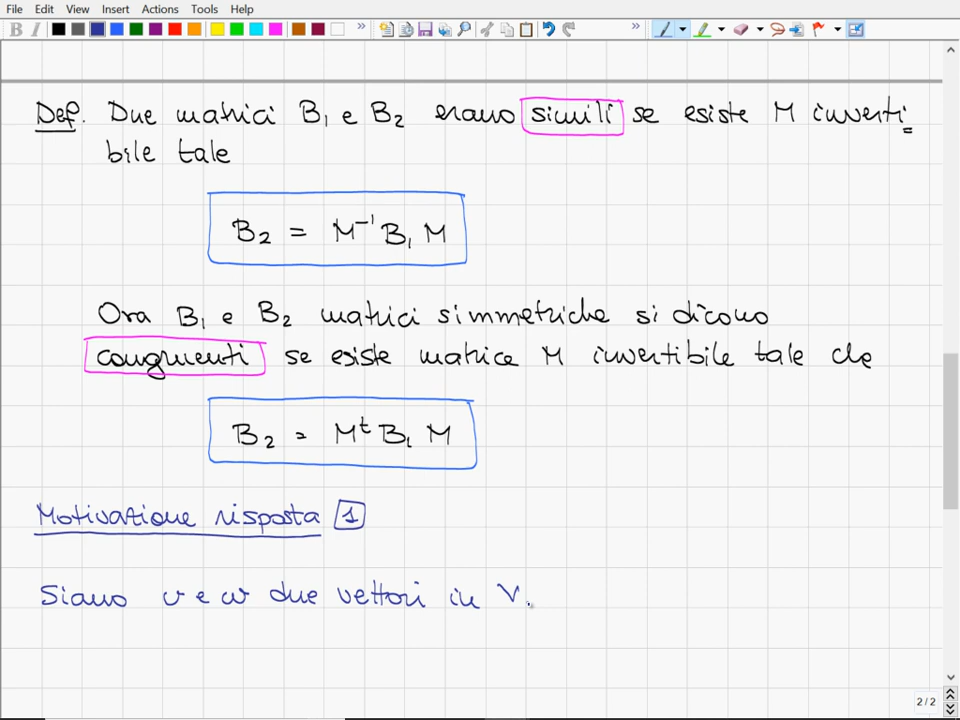 File Edit View Insert Actions Tools Help
B I
Def. Due matrici B₁ e B₂ erano simili se esiste M inverti=
bile tale
B₂ = M⁻¹ B₁ M
Ora B₁ e B₂ matrici simmetriche si dicono
congruenti se esiste matrice M invertibile tale che
B₂ = Mᵗ B₁ M
Motivazione risposta 1
Siano v e w due vettori in V.
2 / 2